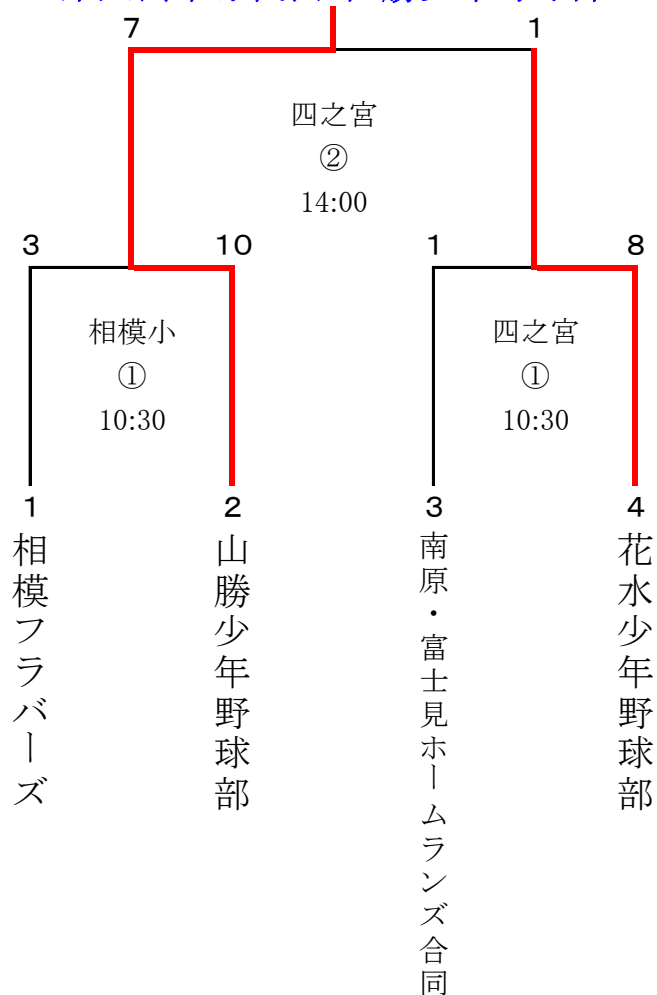 7
1
四之宮
②
14:00
3
10
1
8
相模小
①
10:30
四之宮
①
10:30
1
2
3
4
相模フラバーズ
山勝少年野球部
南原・富士見ホームランズ合同
花水少年野球部